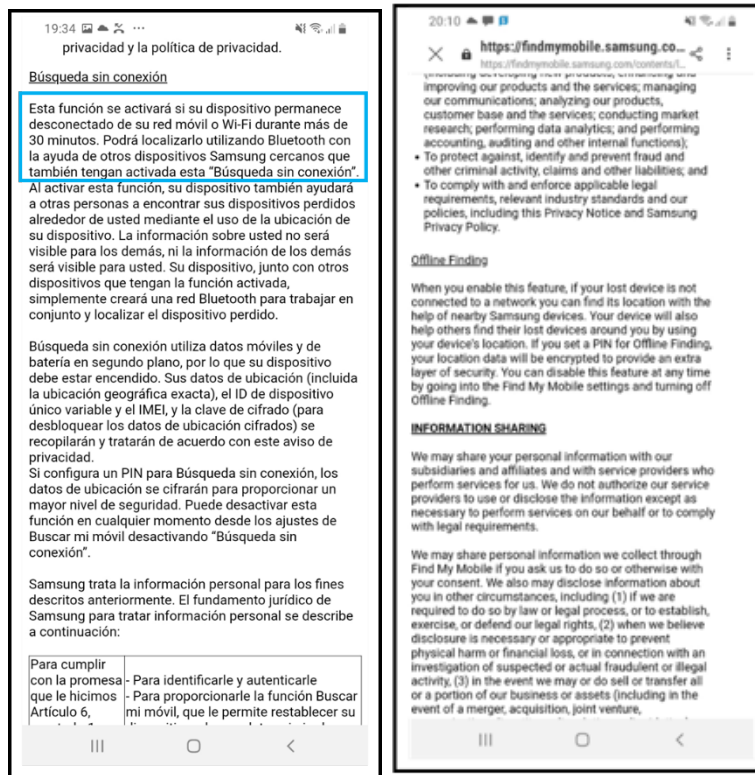 19:34
privacidad y la política de privacidad.
Búsqueda sin conexión
Esta función se activará si su dispositivo permanece
desconectado de su red móvil o Wi-Fi durante más de
30 minutos. Podrá localizarlo utilizando Bluetooth con
la ayuda de otros dispositivos Samsung cercanos que
también tengan activada esta “Búsqueda sin conexión”.
Al activar esta función, su dispositivo también ayudará
a otras personas a encontrar sus dispositivos perdidos
alrededor de usted mediante el uso de la ubicación de
su dispositivo. La información sobre usted no será
visible para los demás, ni la información de los demás
será visible para usted. Su dispositivo, junto con otros
dispositivos que tengan la función activada,
simplemente creará una red Bluetooth para trabajar en
conjunto y localizar el dispositivo perdido.
Búsqueda sin conexión utiliza datos móviles y de
batería en segundo plano, por lo que su dispositivo
debe estar encendido. Sus datos de ubicación (incluida
la ubicación geográfica exacta), el ID de dispositivo
único variable y el IMEI, y la clave de cifrado (para
desbloquear los datos de ubicación cifrados) se
recopilarán y tratarán de acuerdo con este aviso de
privacidad.
Si configura un PIN para Búsqueda sin conexión, los
datos de ubicación se cifrarán para proporcionar un
mayor nivel de seguridad. Puede desactivar esta
función en cualquier momento desde los ajustes de
Buscar mi móvil desactivando “Búsqueda sin
conexión”.
Samsung trata la información personal para los fines
descritos anteriormente. El fundamento jurídico de
Samsung para tratar información personal se describe
a continuación:
Para cumplir
con la promesa
que le hicimos
Artículo 6,
- Para identificarle y autenticarle
- Para proporcionarle la función Buscar
mi móvil, que le permite restablecer su
20:10
https://findmymobile.samsung.co...
https://findmymobile.samsung.com/contents/l...
(including developing new products, enhancing and
improving our products and the services; managing
our communications; analyzing our products,
customer base and the services; conducting market
research; performing data analytics; and performing
accounting, auditing and other internal functions);
• To protect against, identify and prevent fraud and
other criminal activity, claims and other liabilities; and
• To comply with and enforce applicable legal
requirements, relevant industry standards and our
policies, including this Privacy Notice and Samsung
Privacy Policy.
Offline Finding
When you enable this feature, if your lost device is not
connected to a network you can find its location with the
help of nearby Samsung devices. Your device will also
help others find their lost devices around you by using
your device's location. If you set a PIN for Offline Finding,
your location data will be encrypted to provide an extra
layer of security. You can disable this feature at any time
by going into the Find My Mobile settings and turning off
Offline Finding.
INFORMATION SHARING
We may share your personal information with our
subsidiaries and affiliates and with service providers who
perform services for us. We do not authorize our service
providers to use or disclose the information except as
necessary to perform services on our behalf or to comply
with legal requirements.
We may share personal information we collect through
Find My Mobile if you ask us to do so or otherwise with
your consent. We also may disclose information about
you in other circumstances, including (1) if we are
required to do so by law or legal process, or to establish,
exercise, or defend our legal rights, (2) when we believe
disclosure is necessary or appropriate to prevent
physical harm or financial loss, or in connection with an
investigation of suspected or actual fraudulent or illegal
activity, (3) in the event we may or do sell or transfer all
or a portion of our business or assets (including in the
event of a merger, acquisition, joint venture,